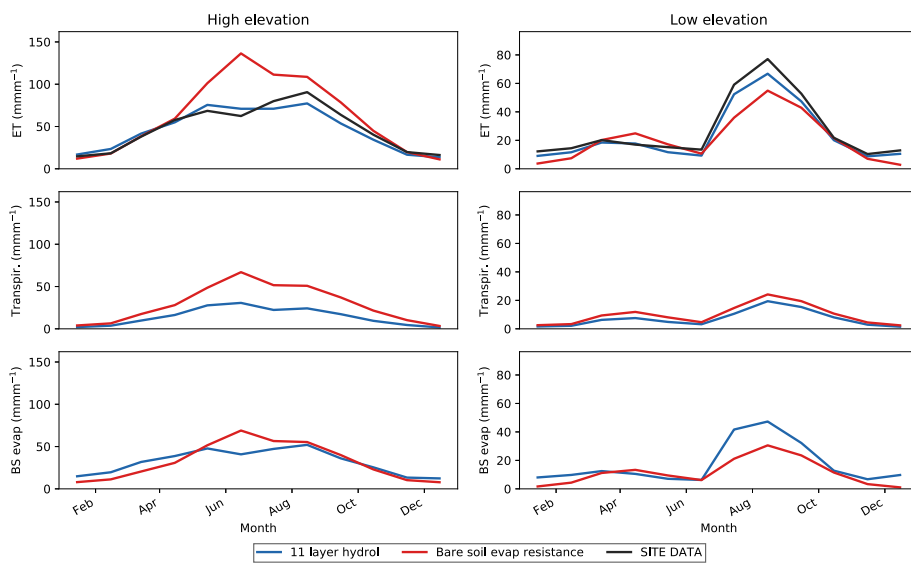 High elevation
Low elevation
150
100
50
0
ET (mmm⁻¹)
80
60
40
20
0
ET (mmm⁻¹)
150
100
50
0
Transpir. (mmm⁻¹)
80
60
40
20
0
Transpir. (mmm⁻¹)
150
100
50
0
BS evap (mmm⁻¹)
80
60
40
20
0
BS evap (mmm⁻¹)
Feb Apr Jun Aug Oct Dec
Month
Feb Apr Jun Aug Oct Dec
Month
11 layer hydrol Bare soil evap resistance SITE DATA